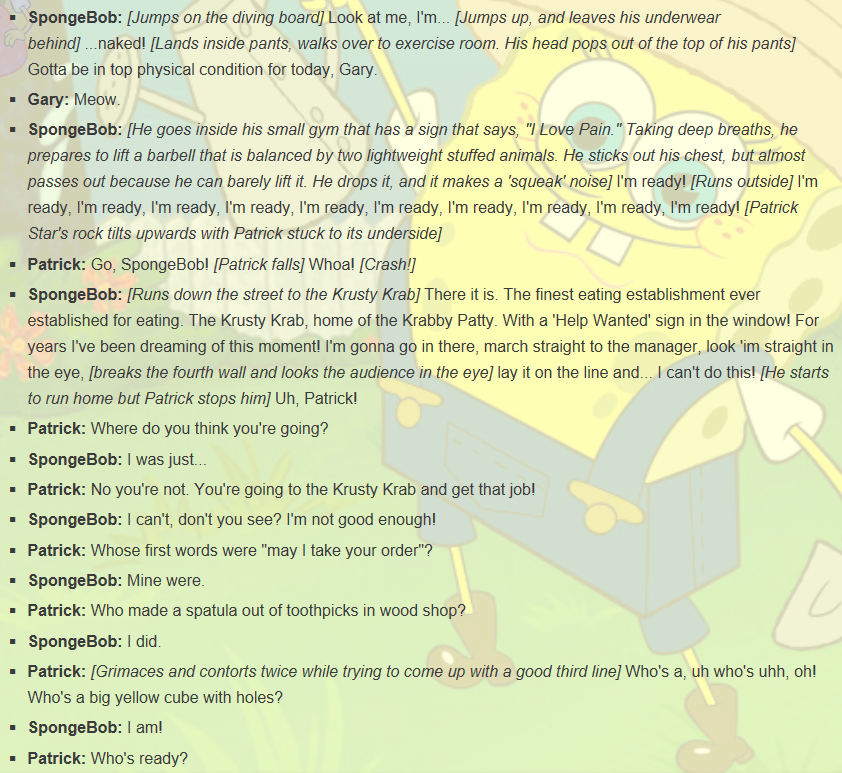 SpongeBob: [Jumps on the diving board] Look at me, I'm... [Jumps up, and leaves his underwear
behind] ...naked! [Lands inside pants, walks over to exercise room. His head pops out of the top of his pants]
Gotta be in top physical condition for today, Gary.
Gary: Meow.
SpongeBob: [He goes inside his small gym that has a sign that says, "I Love Pain." Taking deep breaths, he
prepares to lift a barbell that is balanced by two lightweight stuffed animals. He sticks out his chest, but almost
passes out because he can barely lift it. He drops it, and it makes a 'squeak' noise] I'm ready! [Runs outside] I'm
ready, I'm ready, I'm ready, I'm ready, I'm ready, I'm ready, I'm ready, I'm ready, I'm ready, I'm ready! [Patrick
Star's rock tilts upwards with Patrick stuck to its underside]
Patrick: Go, SpongeBob! [Patrick falls] Whoa! [Crash!]
SpongeBob: [Runs down the street to the Krusty Krab] There it is. The finest eating establishment ever
established for eating. The Krusty Krab, home of the Krabby Patty. With a 'Help Wanted' sign in the window! For
years I've been dreaming of this moment! I'm gonna go in there, march straight to the manager, look 'im straight in
the eye, [breaks the fourth wall and looks the audience in the eye] lay it on the line and... I can't do this! [He starts
to run home but Patrick stops him] Uh, Patrick!
Patrick: Where do you think you're going?
SpongeBob: I was just...
Patrick: No you're not. You're going to the Krusty Krab and get that job!
SpongeBob: I can't, don't you see? I'm not good enough!
Patrick: Whose first words were "may I take your order"?
SpongeBob: Mine were.
Patrick: Who made a spatula out of toothpicks in wood shop?
SpongeBob: I did.
Patrick: [Grimaces and contorts twice while trying to come up with a good third line] Who's a, uh who's uhh, oh!
Who's a big yellow cube with holes?
SpongeBob: I am!
Patrick: Who's ready?